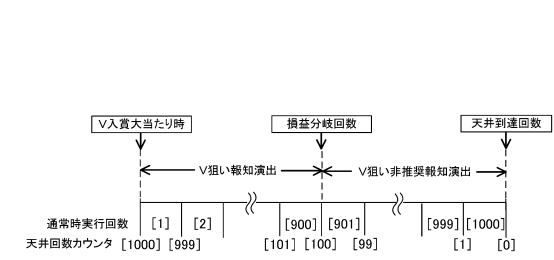 V入賞大当たり時 損益分岐回数 天井到達回数
V狙い報知演出 V狙い非推奨報知演出
通常時実行回数 [1] [2] [900] [901] [999] [1000]
天井回数カウンタ [1000] [999] [101] [100] [99] [1] [0]